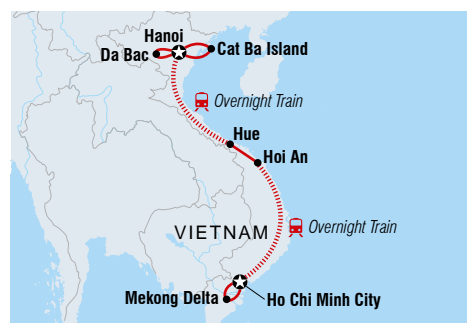 Hanoi
Da Bac
Cat Ba Island
Overnight Train
Hue
Hoi An
VIETNAM
Overnight Train
Mekong Delta
Ho Chi Minh City